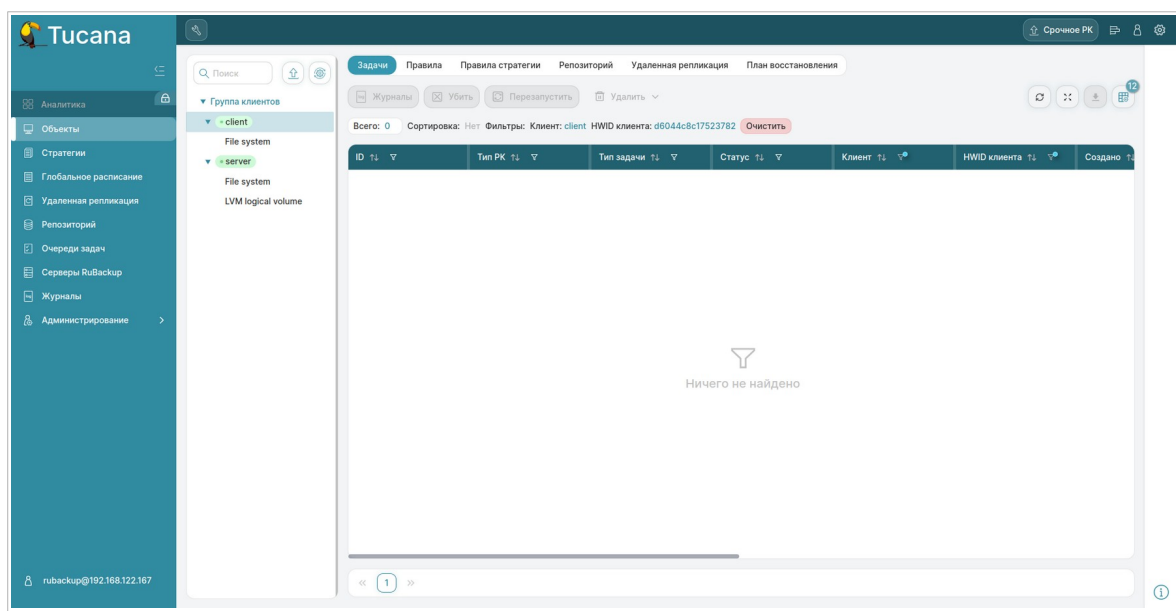 Tucana
Срочное РК
Аналитика
Объекты
Стратегии
Глобальное расписание
Удаленная репликация
Репозиторий
Очереди задач
Серверы RuBackup
Журналы
Администрирование
rubackup@192.168.122.167
Поиск
Группа клиентов
client
File system
server
File system
LVM logical volume
Задачи Правила Правила стратегии Репозиторий Удаленная репликация План восстановления
Журналы Убить Перезапустить Удалить
12
Всего: 0 Сортировка: Нет Фильтры: Клиент: client HWID клиента: d6044c8c17523782 Очистить
ID Тип РК Тип задачи Статус Клиент HWID клиента Создано
Ничего не найдено
1